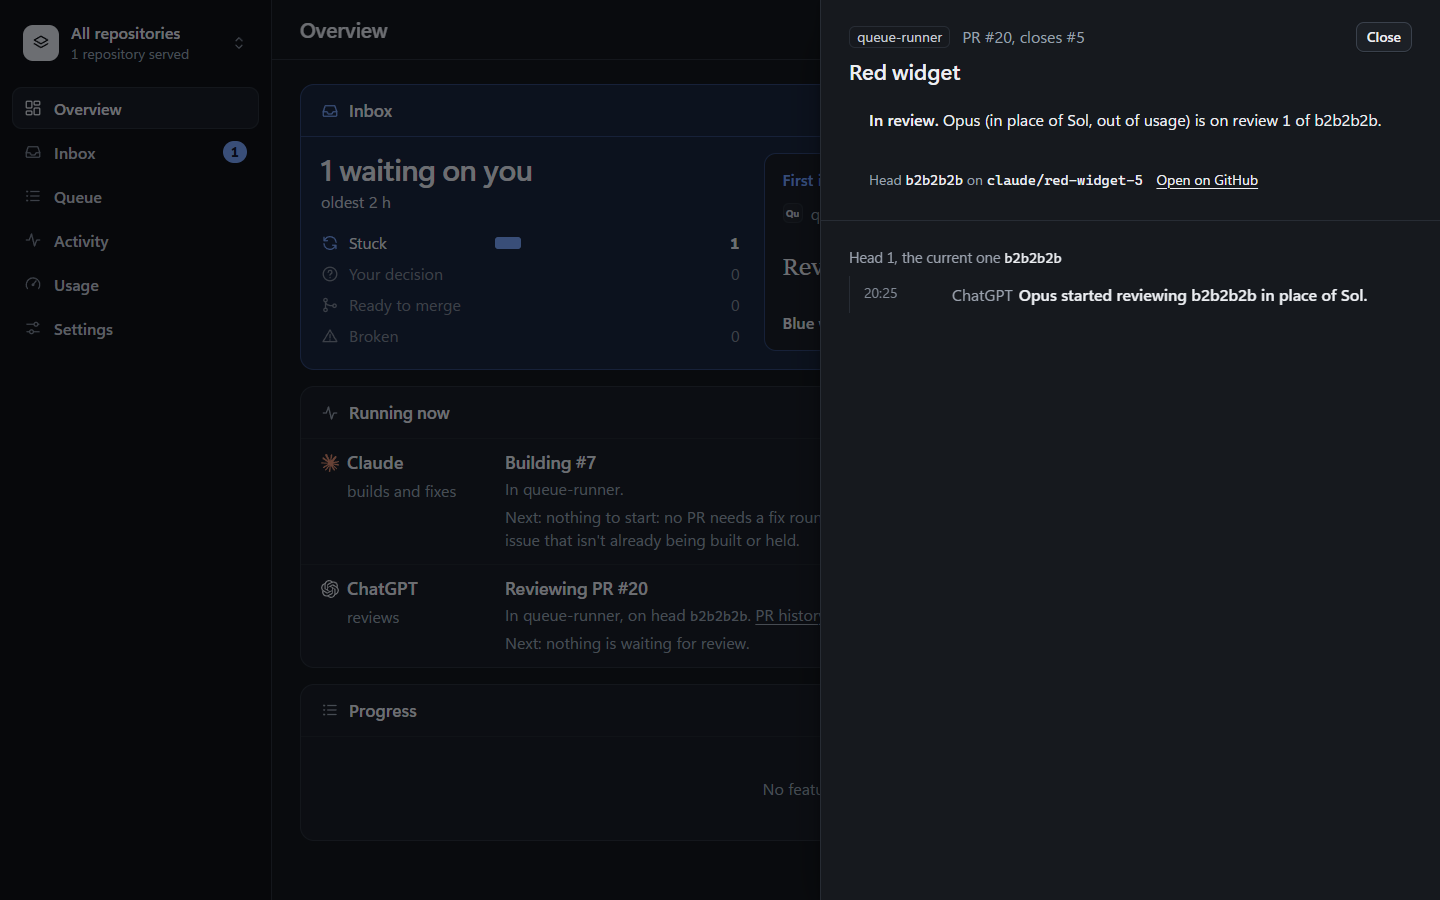 All repositories
1 repository served
Overview
Inbox
1
Queue
Activity
Usage
Settings
Overview
Inbox
1 waiting on you
oldest 2 h
Stuck
1
Your decision
0
Ready to merge
0
Broken
0
First i
Qu q
Rev
Blue
Running now
Claude
builds and fixes
Building #7
In queue-runner.
Next: nothing to start: no PR needs a fix roun
issue that isn't already being built or held.
ChatGPT
reviews
Reviewing PR #20
In queue-runner, on head b2b2b2b. PR histor
Next: nothing is waiting for review.
Progress
No featu
queue-runner PR #20, closes #5
Close
Red widget
In review. Opus (in place of Sol, out of usage) is on review 1 of b2b2b2b.
Head b2b2b2b on claude/red-widget-5 Open on GitHub
Head 1, the current one b2b2b2b
20:25 ChatGPT Opus started reviewing b2b2b2b in place of Sol.